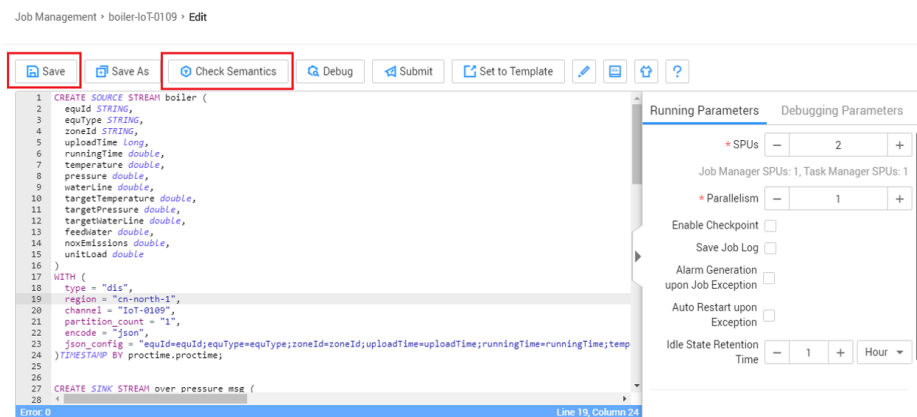 Job Management > boiler-IoT-0109 > Edit
Save
Save As
Check Semantics
Debug
Submit
Set to Template
?
1 CREATE SOURCE STREAM boiler (
2 equId STRING,
3 equType STRING,
4 zoneId STRING,
5 uploadTime long,
6 runningTime double,
7 temperature double,
8 pressure double,
9 waterLine double,
10 targetTemperature double,
11 targetPressure double,
12 targetWaterLine double,
13 feedWater double,
14 noxEmissions double,
15 unitLoad double
16 )
17 WITH (
18 type = "dis",
19 region = "cn-north-1",
20 channel = "IoT-0109",
21 partition_count = "1",
22 encode = "json",
23 json_config = "equId=equId;equType=equType;zoneId=zoneId;uploadTime=uploadTime;runningTime=runningTime;temp
24 )TIMESTAMP BY proctime.proctime;
25
26
27 CREATE SINK STREAM over_pressure_msg (
28
Error: 0
Line 19, Column 24
Running Parameters
Debugging Parameters
* SPUs − 2 +
Job Manager SPUs: 1, Task Manager SPUs: 1
* Parallelism − 1 +
Enable Checkpoint
Save Job Log
Alarm Generation
upon Job Exception
Auto Restart upon
Exception
Idle State Retention
Time − 1 + Hour